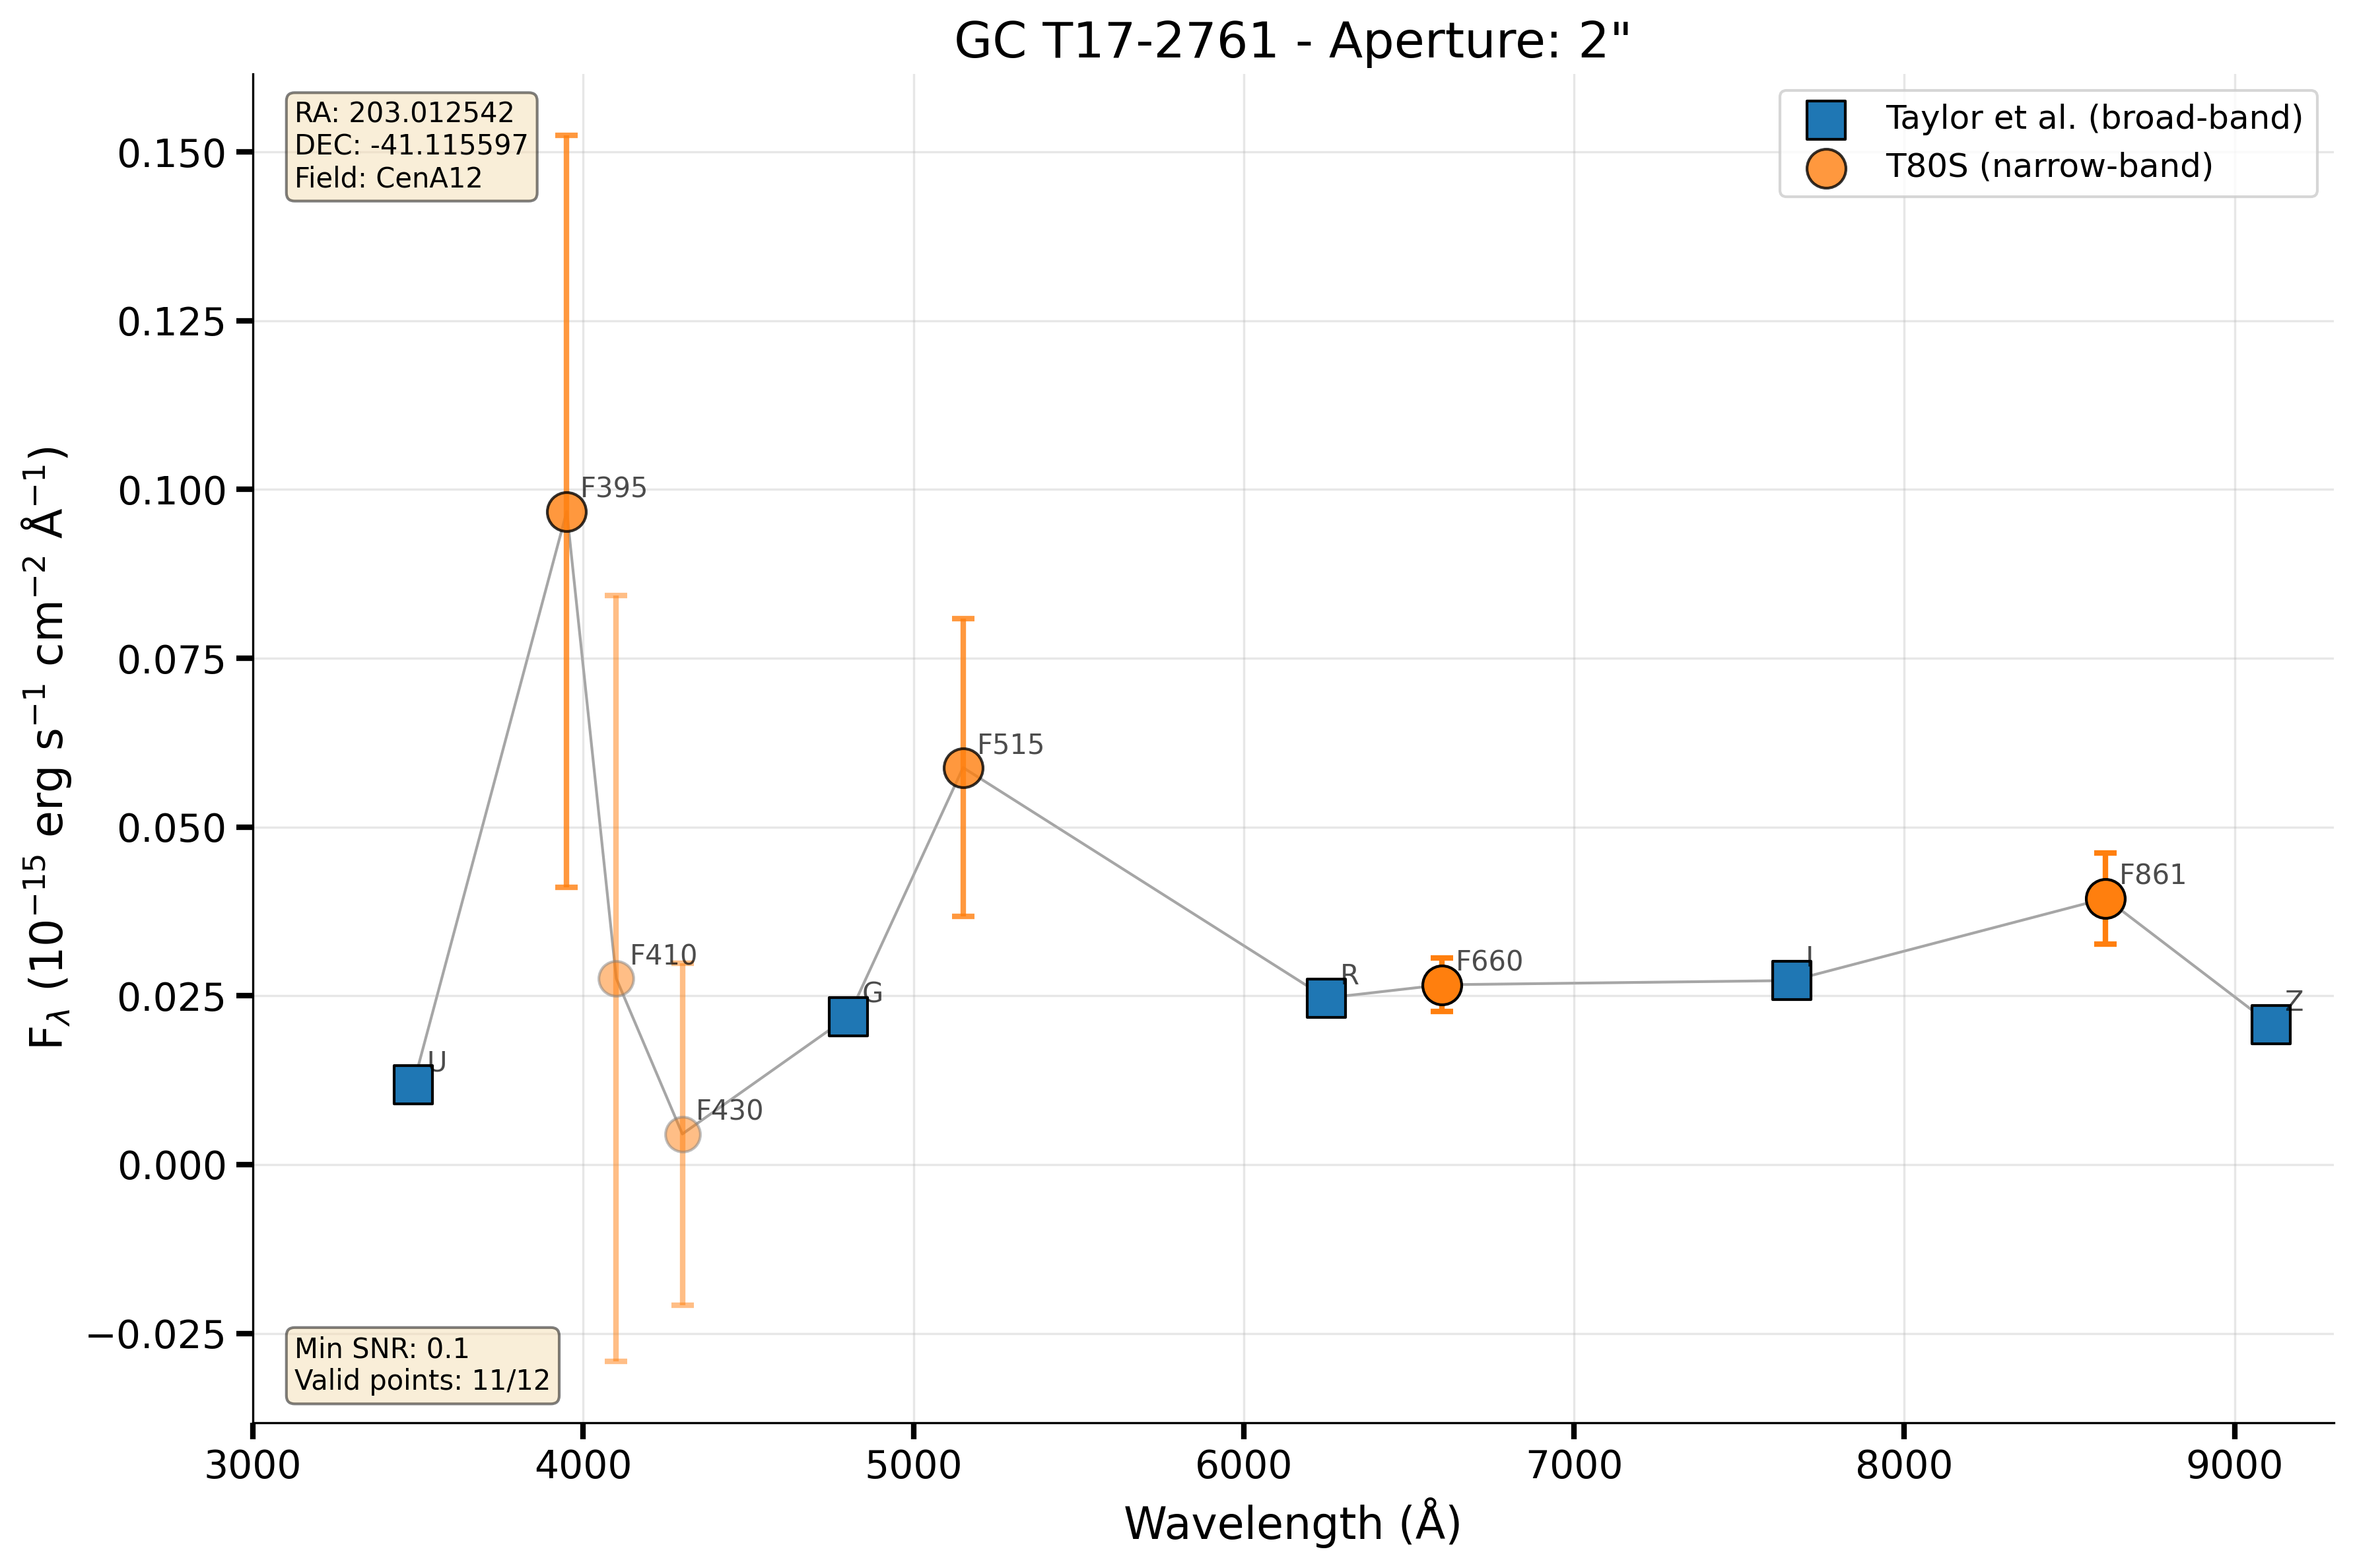 GC T17-2761 - Aperture: 2"
RA: 203.012542
DEC: -41.115597
Field: CenA12
Taylor et al. (broad-band)
T80S (narrow-band)
F$_λ$ (10⁻¹⁵ erg s⁻¹ cm⁻² Å⁻¹)
0.150
0.125
0.100
0.075
0.050
0.025
0.000
−0.025
U
F395
F410
F430
G
F515
R
F660
I
F861
Z
Min SNR: 0.1
Valid points: 11/12
3000 4000 5000 6000 7000 8000 9000
Wavelength (Å)